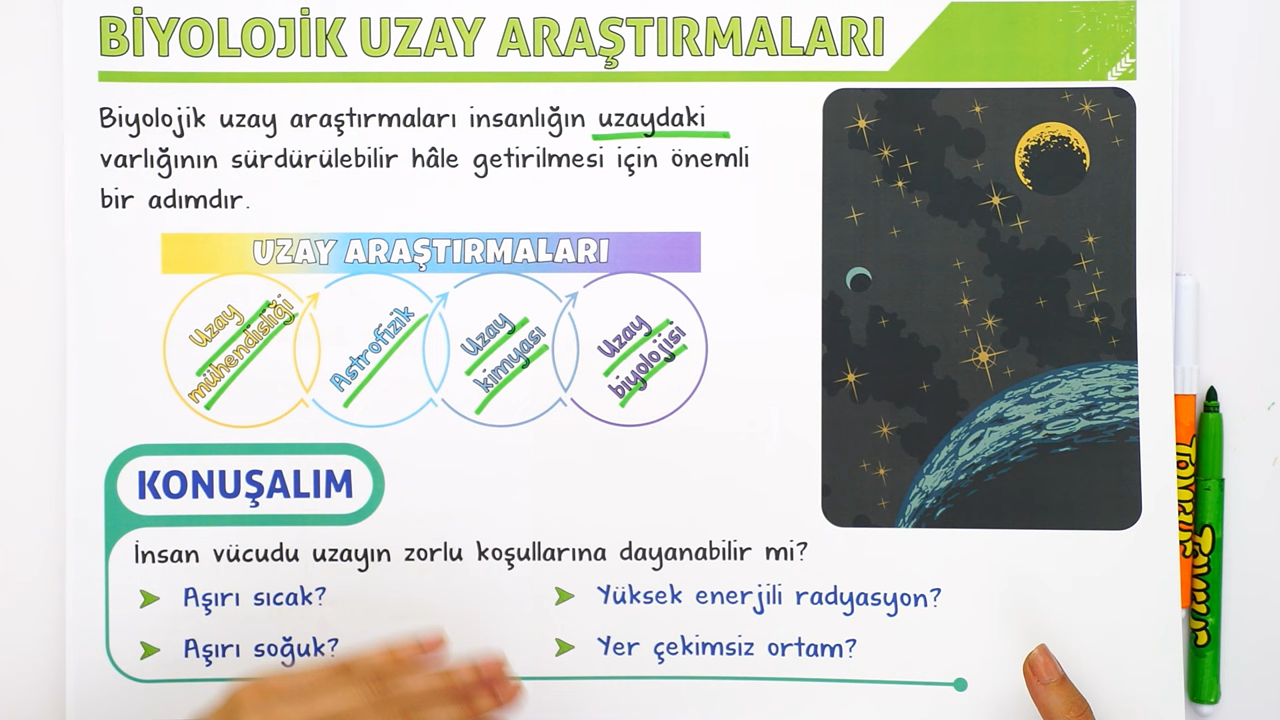 BİYOLOJİK UZAY ARAŞTIRMALARI
Biyolojik uzay araştırmaları insanlığın uzaydaki
varlığının sürdürülebilir hâle getirilmesi için önemli
bir adımdır.
UZAY ARAŞTIRMALARI
Uzay
mühendisliği
Astrofizik
Uzay
kimyası
Uzay
biyolojisi
KONUŞALIM
İnsan vücudu uzayın zorlu koşullarına dayanabilir mi?
Aşırı sıcak?
Yüksek enerjili radyasyon?
Aşırı soğuk?
Yer çekimsiz ortam?